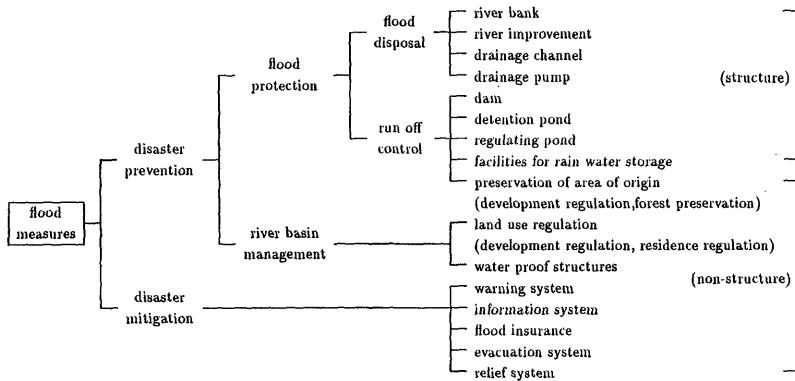 flood
measures
disaster
prevention
disaster
mitigation
flood
protection
river basin
management
flood
disposal
run off
control
river bank
river improvement
drainage channel
drainage pump
(structure)
dam
detention pond
regulating pond
facilities for rain water storage
preservation of area of origin
(development regulation,forest preservation)
land use regulation
(development regulation, residence regulation)
water proof structures
(non-structure)
warning system
information system
flood insurance
evacuation system
relief system